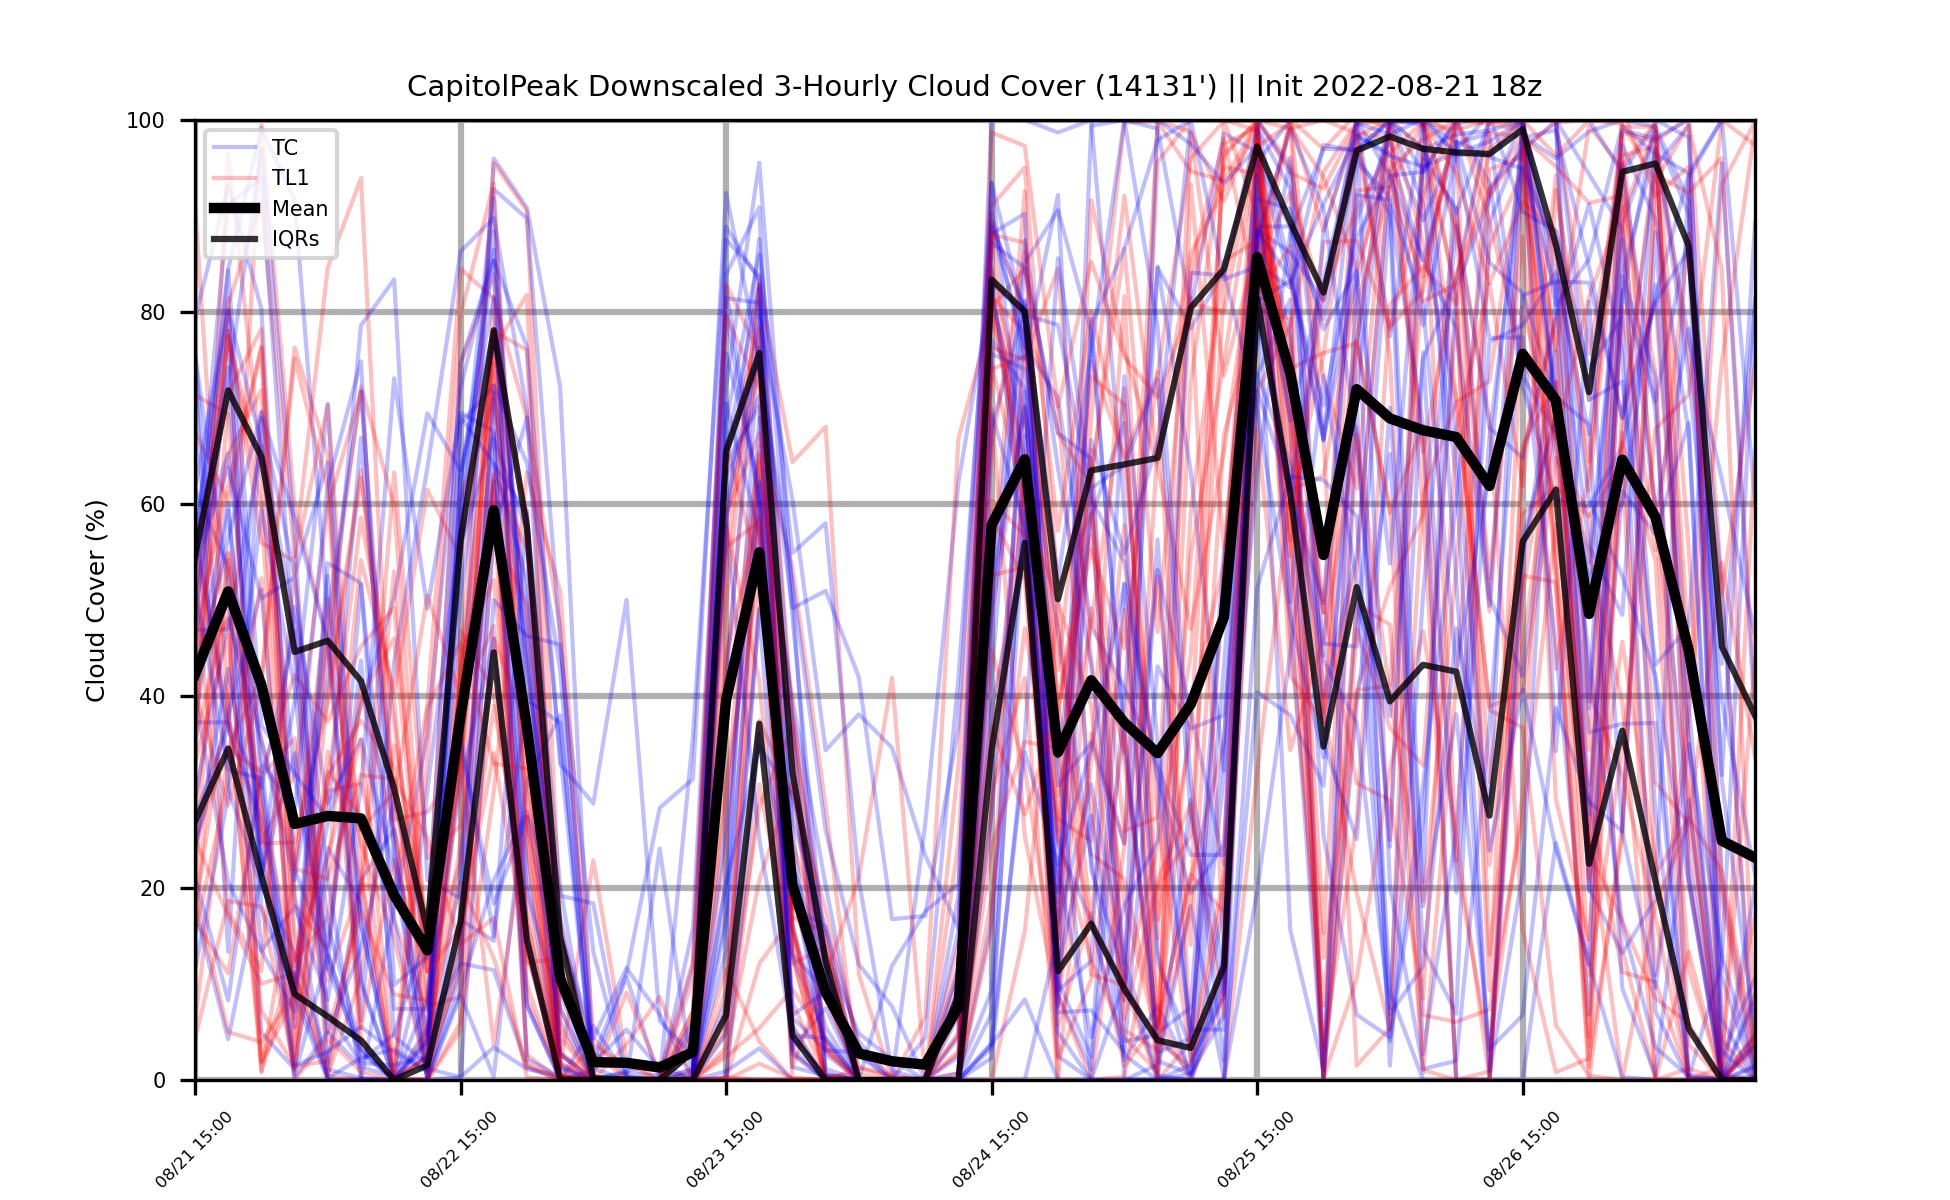 CapitolPeak Downscaled 3-Hourly Cloud Cover (14131') || Init 2022-08-21 18z
Cloud Cover (%)
100
80
60
40
20
0
TC
TL1
Mean
IQRs
08/21 15:00
08/22 15:00
08/23 15:00
08/24 15:00
08/25 15:00
08/26 15:00